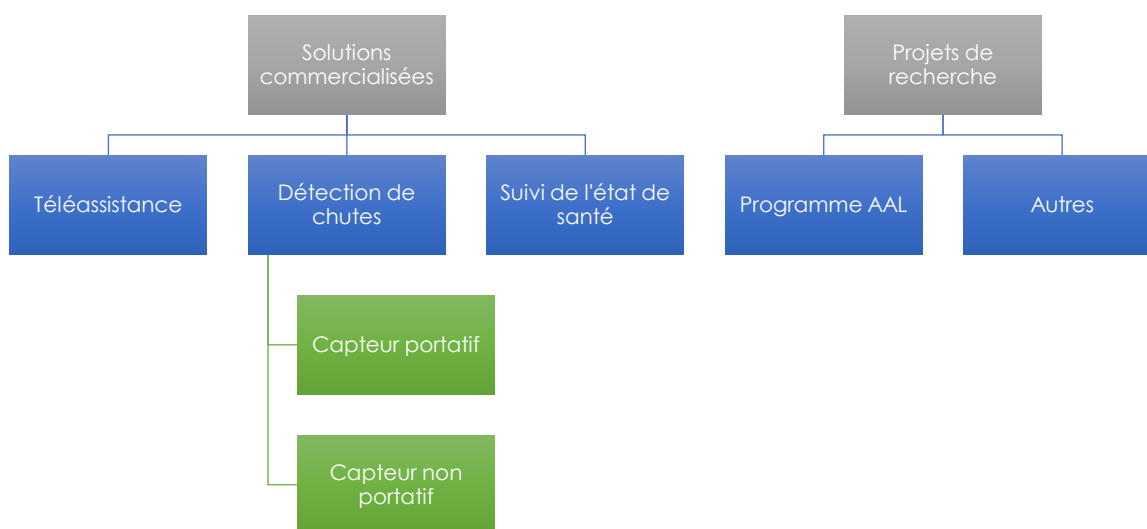 Solutions
commercialisées
Projets de
recherche
Téléassistance
Détection de
chutes
Suivi de l'état de
santé
Programme AAL
Autres
Capteur portatif
Capteur non
portatif